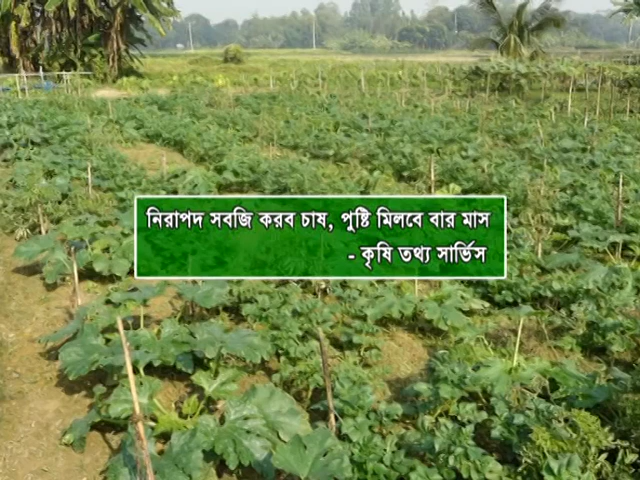 নিরাপদ সবজি করব চাষ, পুষ্টি মিলবে বার মাস
- কৃষি তথ্য সার্ভিস